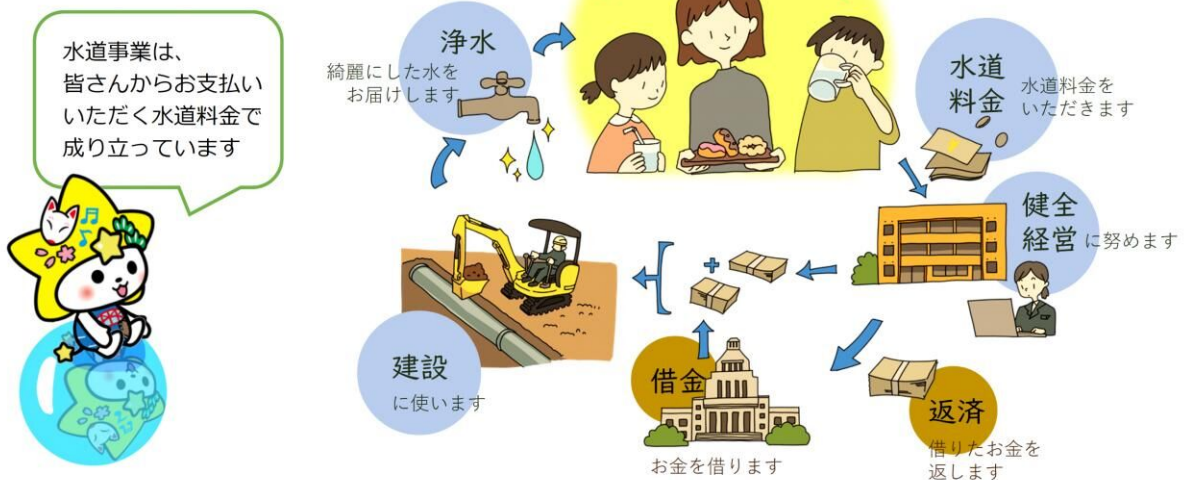 水道事業は、
皆さんからお支払い
いただく水道料金で
成り立っています
浄水
綺麗にした水を
お届けします
水道
料金
水道料金を
いただきます
健全
経営
に努めます
建設
に使います
+
借金
お金を借ります
返済
借りたお金を
返します